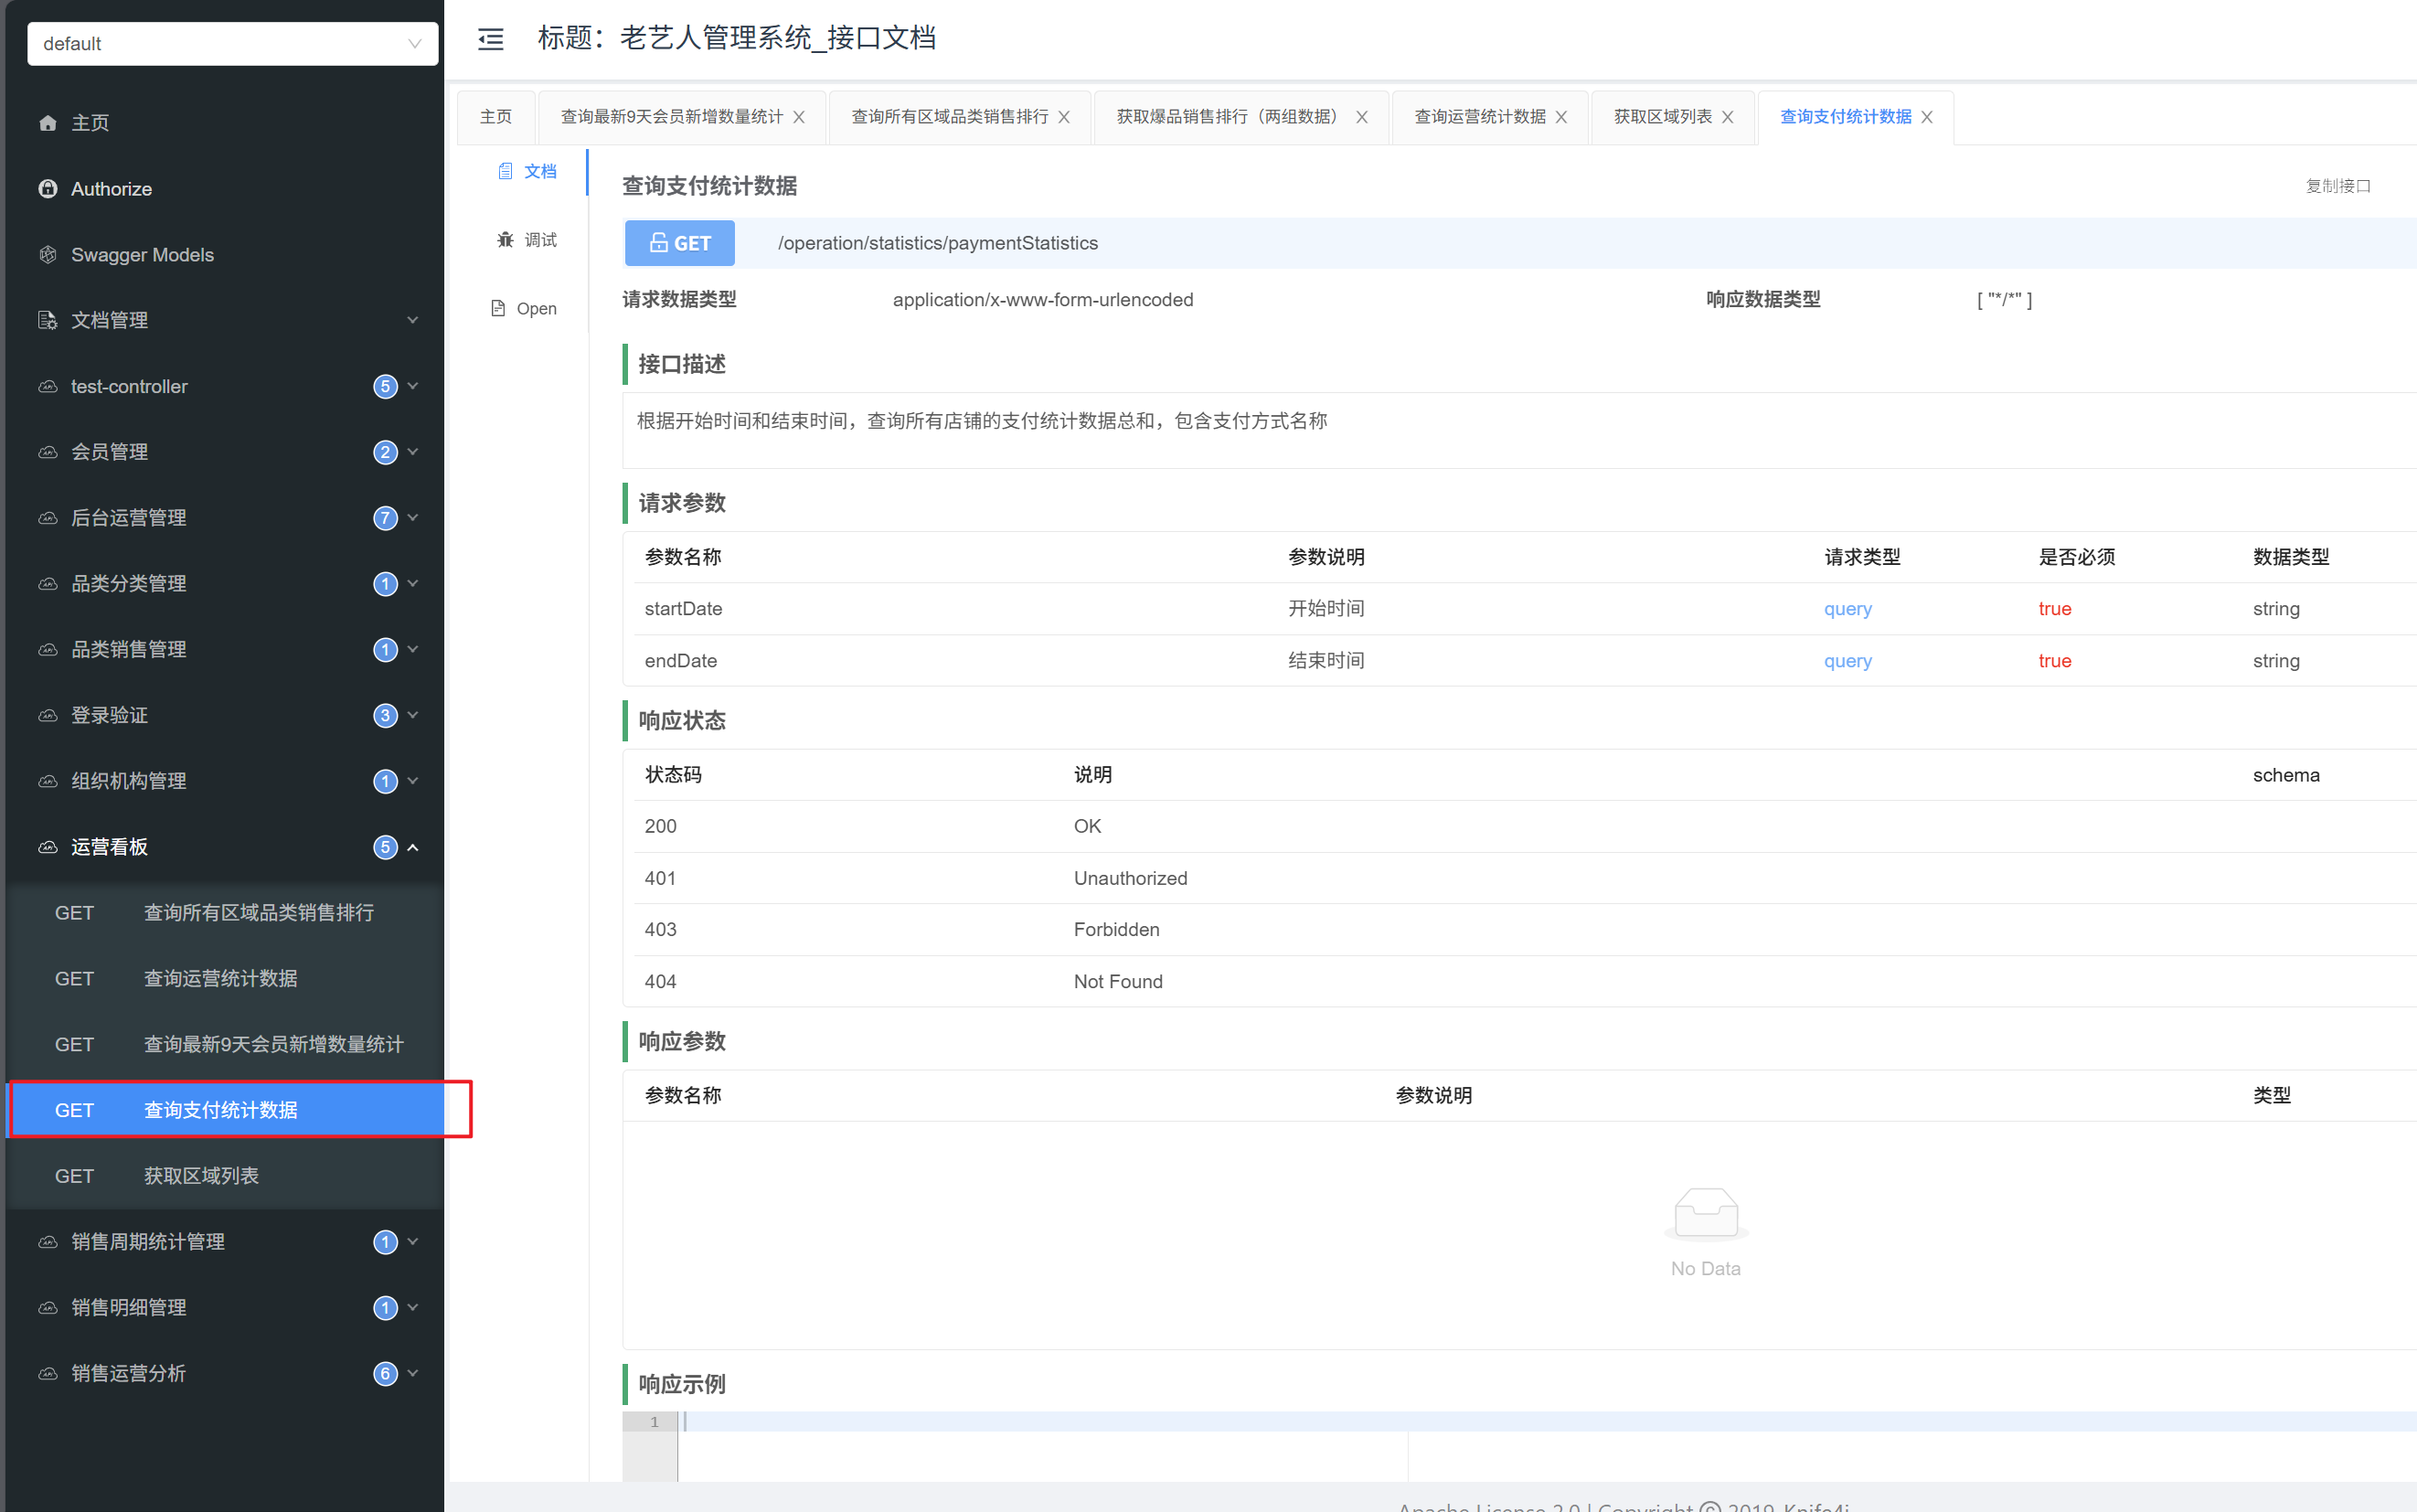 default
主页
Authorize
Swagger Models
文档管理
test-controller 5
会员管理 2
后台运营管理 7
品类分类管理 1
品类销售管理 1
登录验证 3
组织机构管理 1
运营看板 5
GET 查询所有区域品类销售排行
GET 查询运营统计数据
GET 查询最新9天会员新增数量统计
GET 查询支付统计数据
GET 获取区域列表
销售周期统计管理 1
销售明细管理 1
销售运营分析 6
标题：老艺人管理系统_接口文档
主页 查询最新9天会员新增数量统计 查询所有区域品类销售排行 获取爆品销售排行（两组数据） 查询运营统计数据 获取区域列表 查询支付统计数据
文档
调试
Open
查询支付统计数据 复制接口
GET /operation/statistics/paymentStatistics
请求数据类型 application/x-www-form-urlencoded 响应数据类型 [ "*/*" ]
接口描述
根据开始时间和结束时间，查询所有店铺的支付统计数据总和，包含支付方式名称
请求参数
参数名称 参数说明 请求类型 是否必须 数据类型
startDate 开始时间 query true string
endDate 结束时间 query true string
响应状态
状态码 说明 schema
200 OK
401 Unauthorized
403 Forbidden
404 Not Found
响应参数
参数名称 参数说明 类型
No Data
响应示例
1
Apache License 2.0 | Copyright © 2019-Knife4j